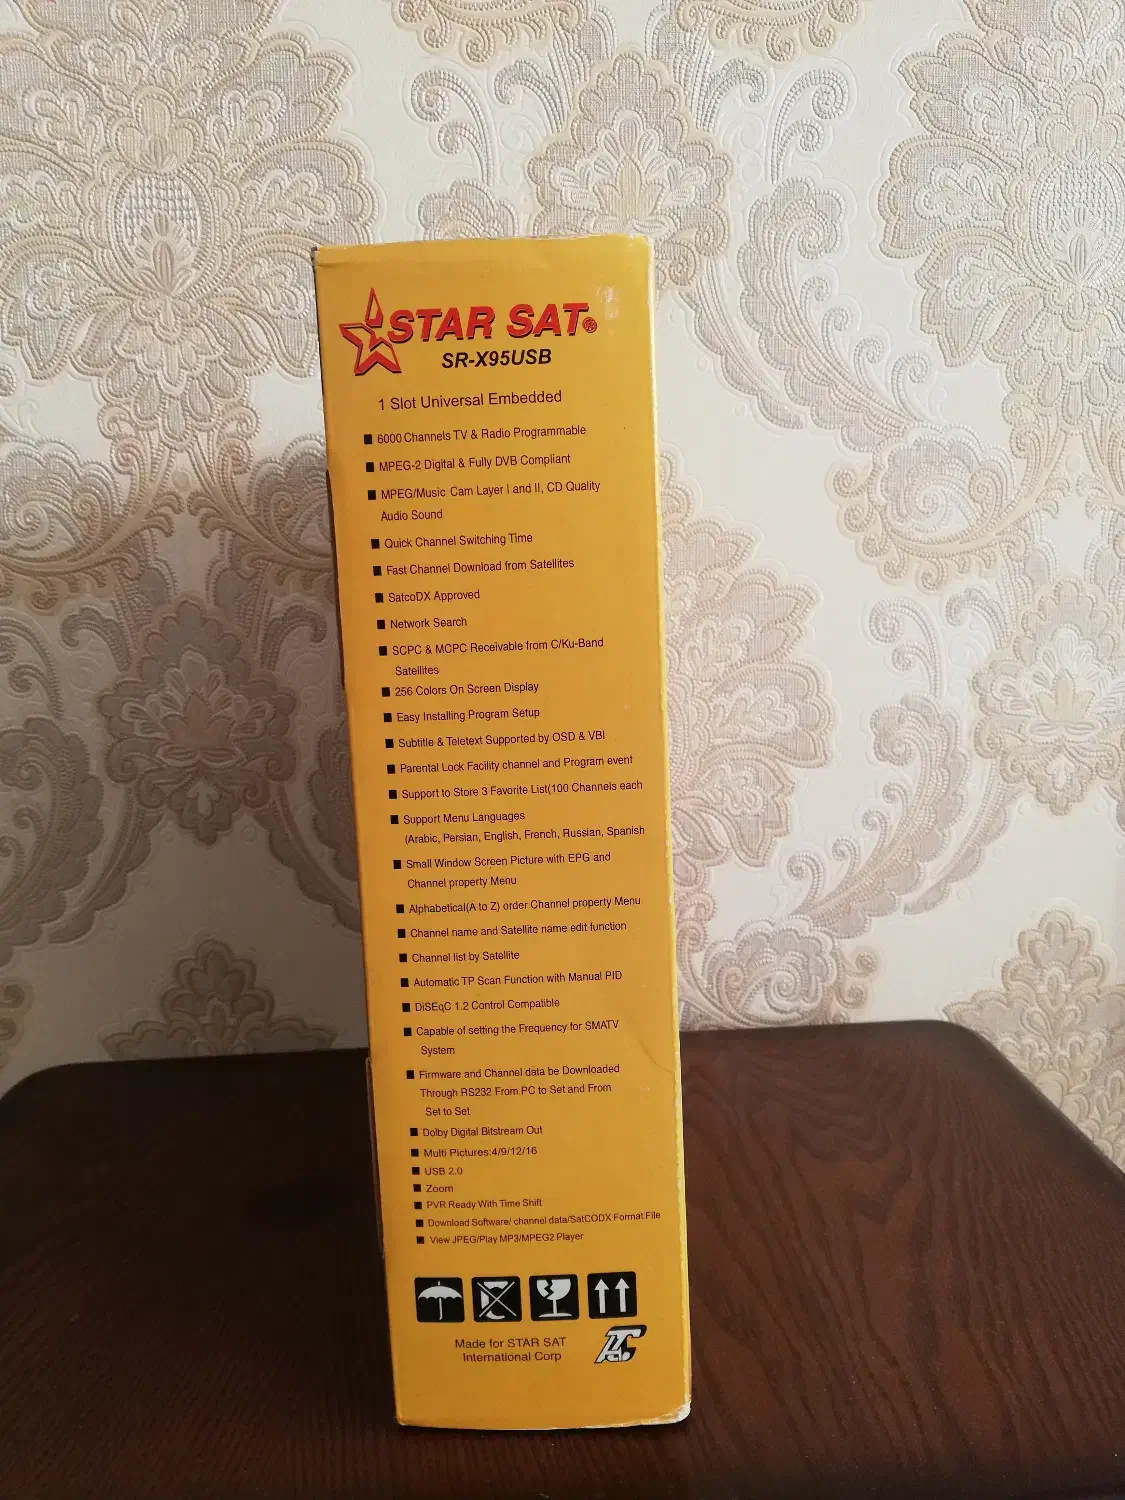 STAR SAT®
SR-X95USB
1 Slot Universal Embedded
■ 6000 Channels TV & Radio Programmable
■ MPEG-2 Digital & Fully DVB Compliant
■ MPEG/Music Cam Layer I and II, CD Quality
Audio Sound
■ Quick Channel Switching Time
■ Fast Channel Download from Satellites
■ SatcoDX Approved
■ Network Search
■ SCPC & MCPC Receivable from C/Ku-Band
Satellites
■ 256 Colors On Screen Display
■ Easy Installing Program Setup
■ Subtitle & Teletext Supported by OSD & VBI
■ Parental Lock Facility channel and Program event
■ Support to Store 3 Favorite List(100 Channels each
■ Support Menu Languages
(Arabic, Persian, English, French, Russian, Spanish
■ Small Window Screen Picture with EPG and
Channel property Menu
■ Alphabetical(A to Z) order Channel property Menu
■ Channel name and Satellite name edit function
■ Channel list by Satellite
■ Automatic TP Scan Function with Manual PID
■ DiSEqC 1.2 Control Compatible
■ Capable of setting the Frequency for SMATV
System
■ Firmware and Channel data be Downloaded
Through RS232 From PC to Set and From
Set to Set
■ Dolby Digital Bitstream Out
■ Multi Pictures:4/9/12/16
■ USB 2.0
■ Zoom
■ PVR Ready With Time Shift
■ Download Software/ channel data/SatCODX Format File
■ View JPEG/Play MP3/MPEG2 Player
Made for STAR SAT
International Corp